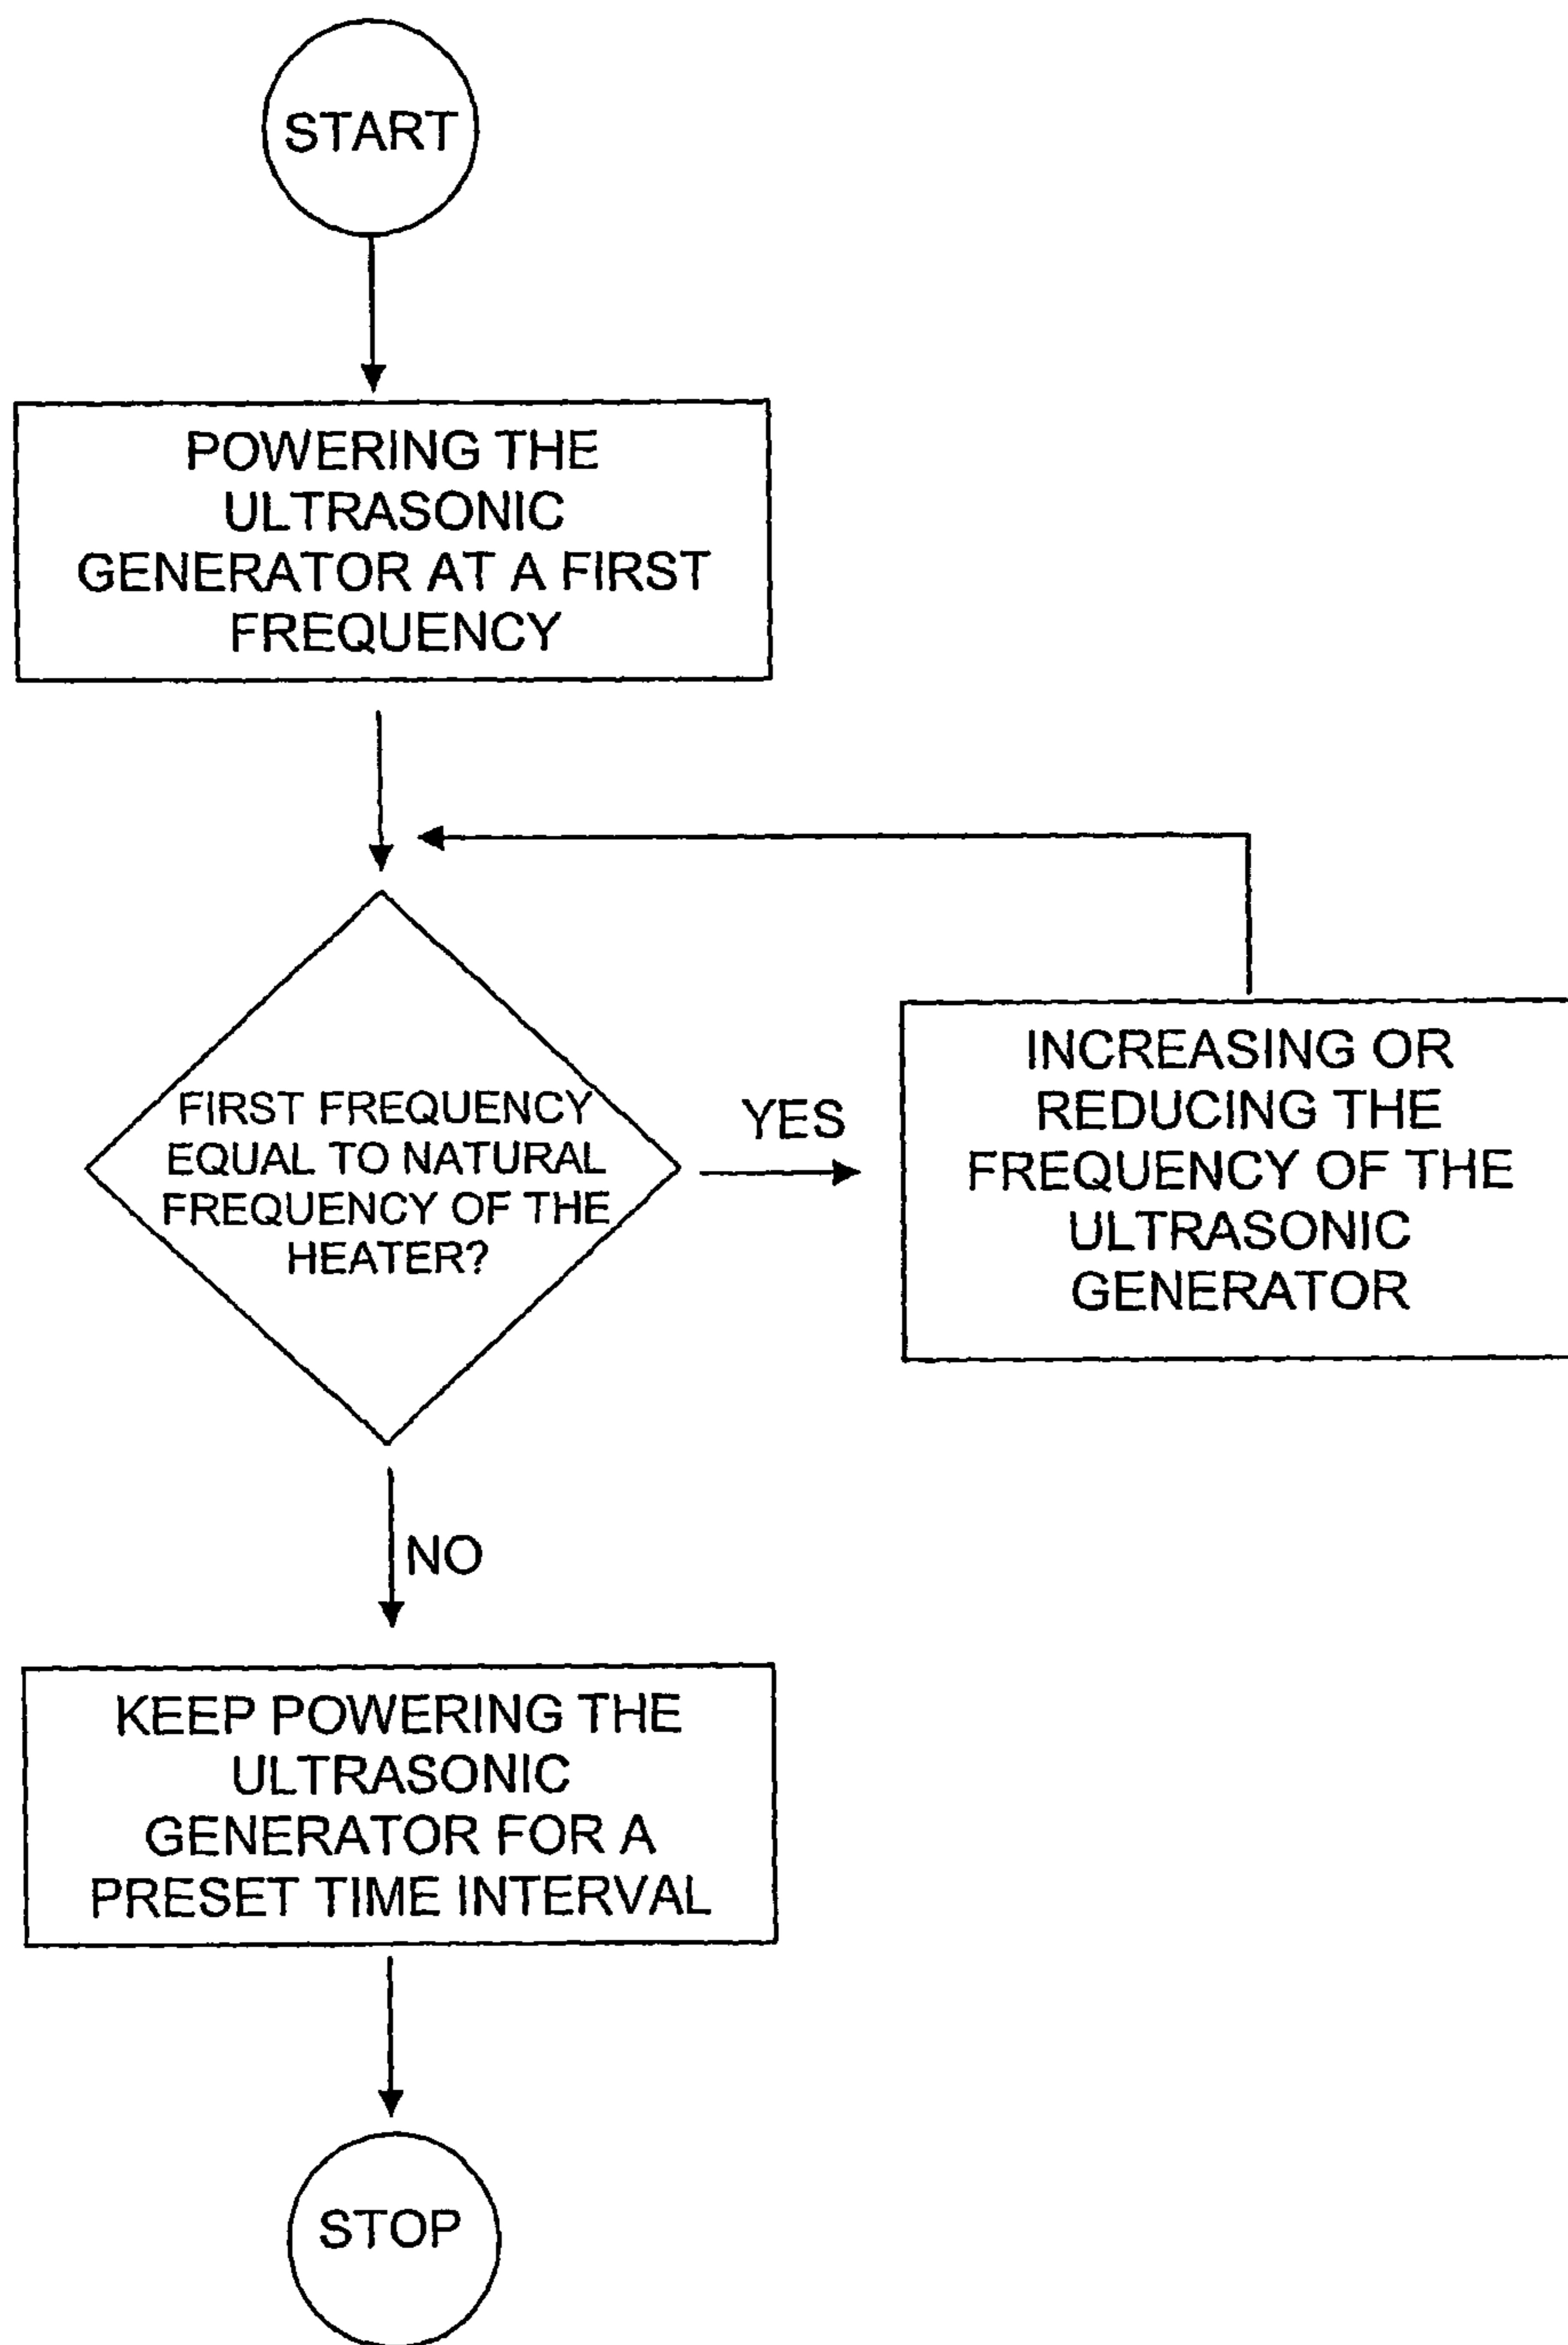 START
POWERING THE
ULTRASONIC
GENERATOR AT A FIRST
FREQUENCY
FIRST FREQUENCY
EQUAL TO NATURAL
FREQUENCY OF THE
HEATER?
YES
INCREASING OR
REDUCING THE
FREQUENCY OF THE
ULTRASONIC
GENERATOR
NO
KEEP POWERING THE
ULTRASONIC
GENERATOR FOR A
PRESET TIME INTERVAL
STOP